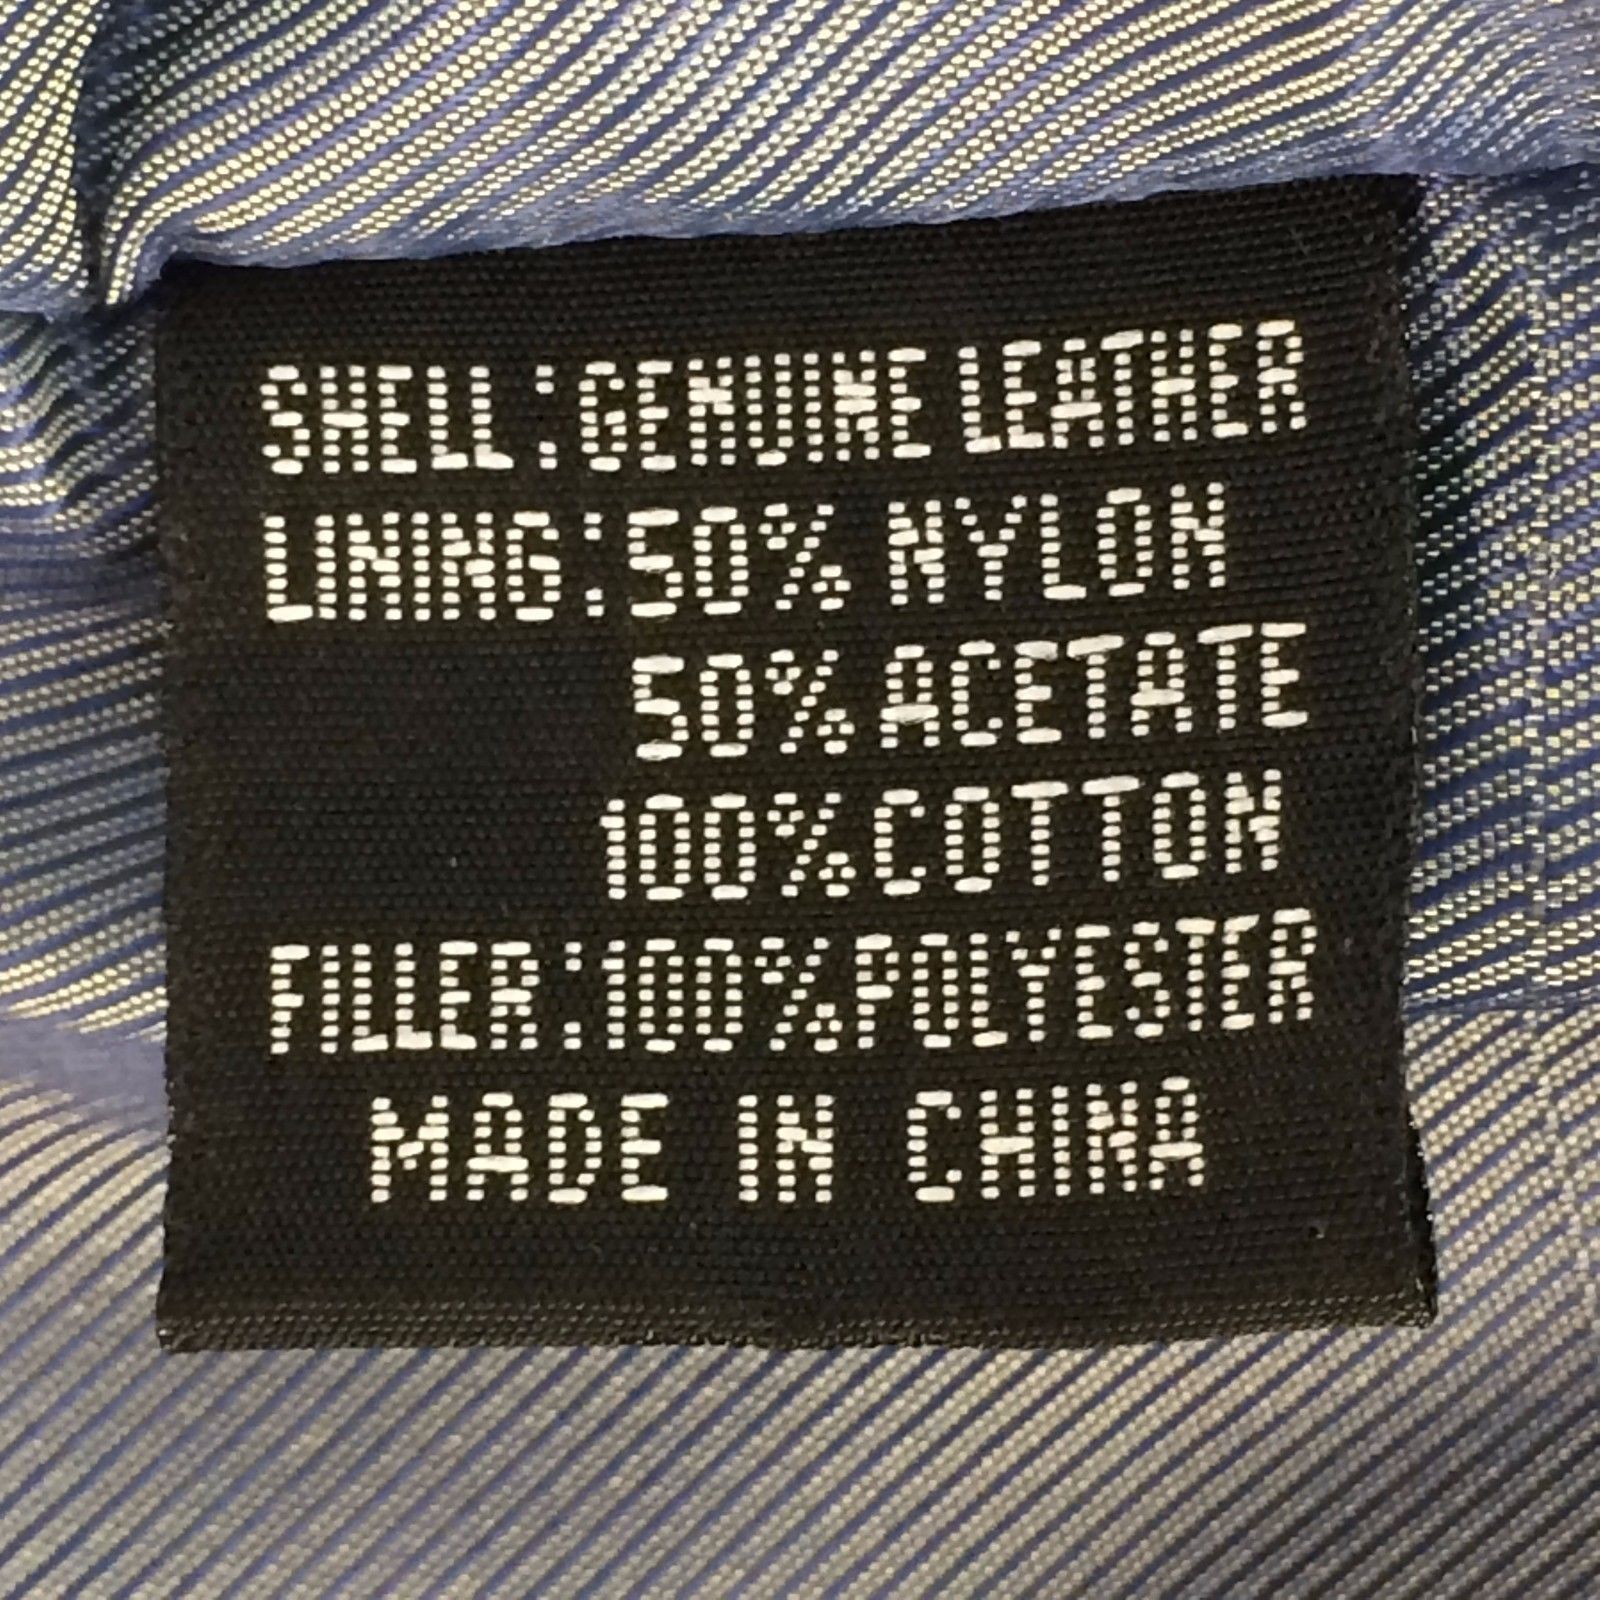 SHELL:GENUINE LEATHER
LINING:50% NYLON
50% ACETATE
100% COTTON
FILLER:100% POLYESTER
MADE IN CHINA